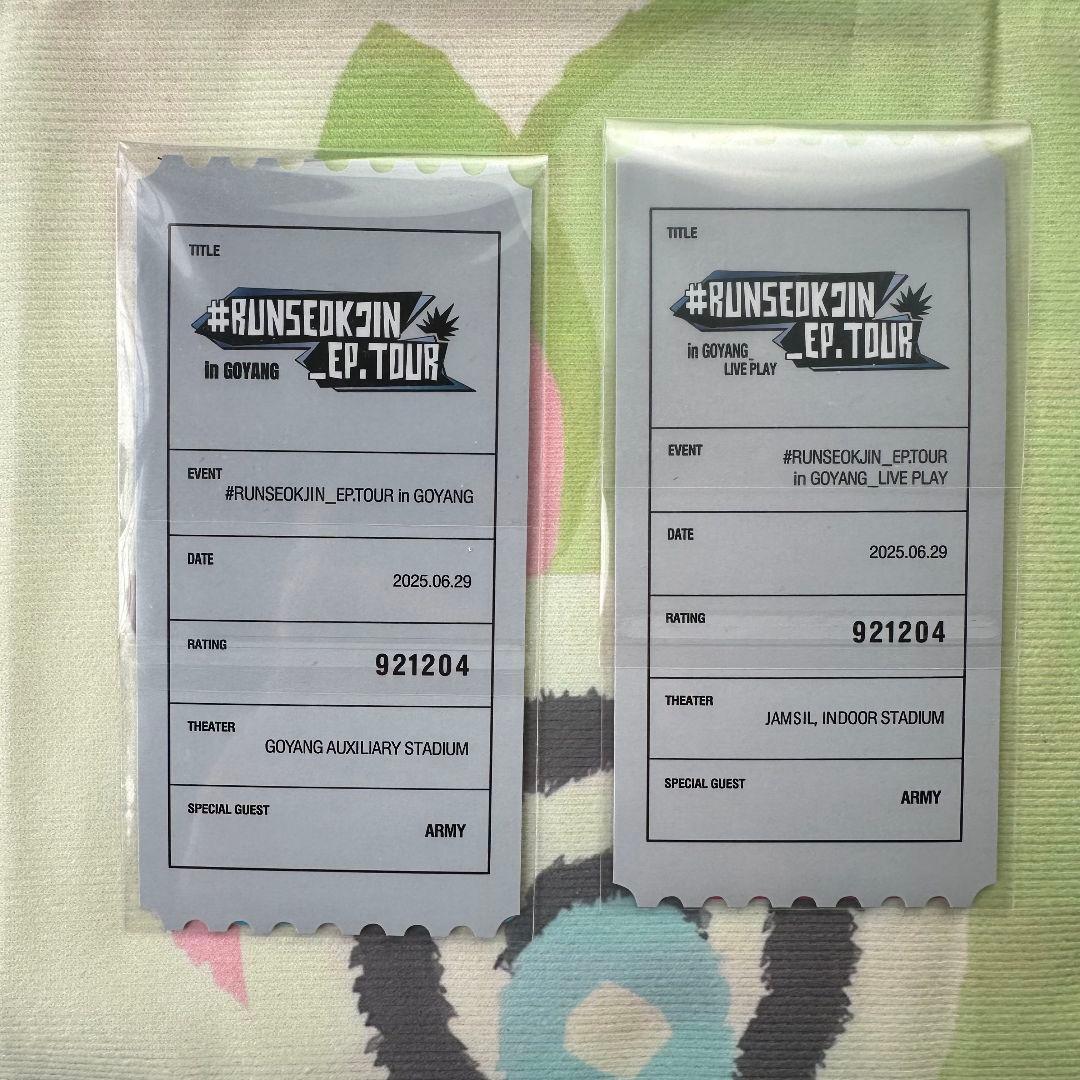 TITLE
#RUNSEOKJIN
_EP.TOUR
in GOYANG
EVENT
#RUNSEOKJIN_EP.TOUR in GOYANG
DATE
2025.06.29
RATING
921204
THEATER
GOYANG AUXILIARY STADIUM
SPECIAL GUEST
ARMY
TITLE
#RUNSEOKJIN
_EP.TOUR
in GOYANG_
LIVE PLAY
EVENT
#RUNSEOKJIN_EP.TOUR
in GOYANG_LIVE PLAY
DATE
2025.06.29
RATING
921204
THEATER
JAMSIL, INDOOR STADIUM
SPECIAL GUEST
ARMY